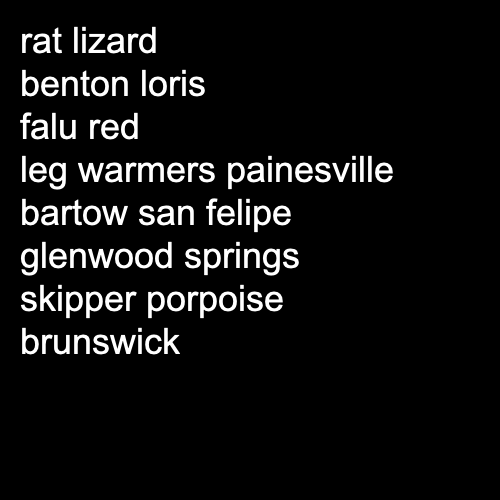 rat lizard
benton loris
falu red
leg warmers painesville
bartow san felipe
glenwood springs
skipper porpoise
brunswick